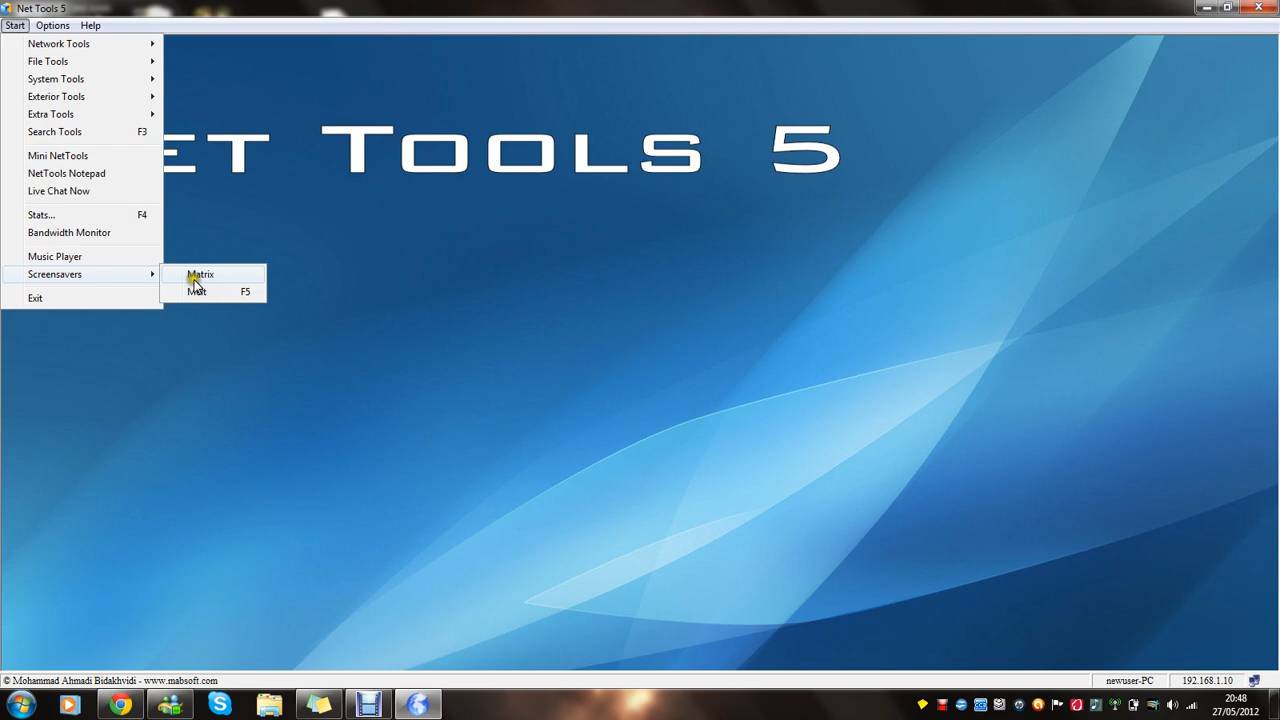 Net Tools 5
Start Options Help
Network Tools
File Tools
System Tools
Exterior Tools
Extra Tools
Search Tools F3
Mini NetTools
NetTools Notepad
Live Chat Now
Stats... F4
Bandwidth Monitor
Music Player
Screensavers
Exit
Matrix
Melt F5
ET TOOLS 5
© Mohammad Ahmadi Bidakhvidi - www.mabsoft.com
newuser-PC
192.168.1.10
20:48
27/05/2012